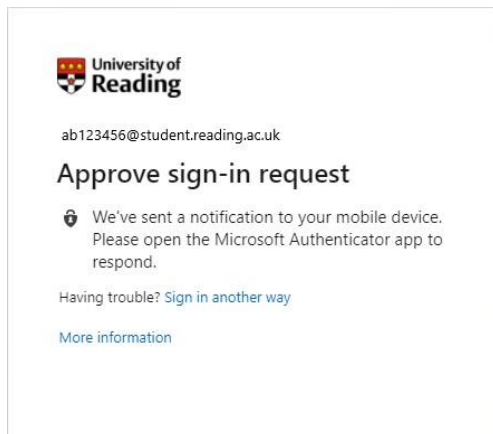 University of
Reading
ab123456@student.reading.ac.uk
Approve sign-in request
We've sent a notification to your mobile device.
Please open the Microsoft Authenticator app to
respond.
Having trouble? Sign in another way
More information